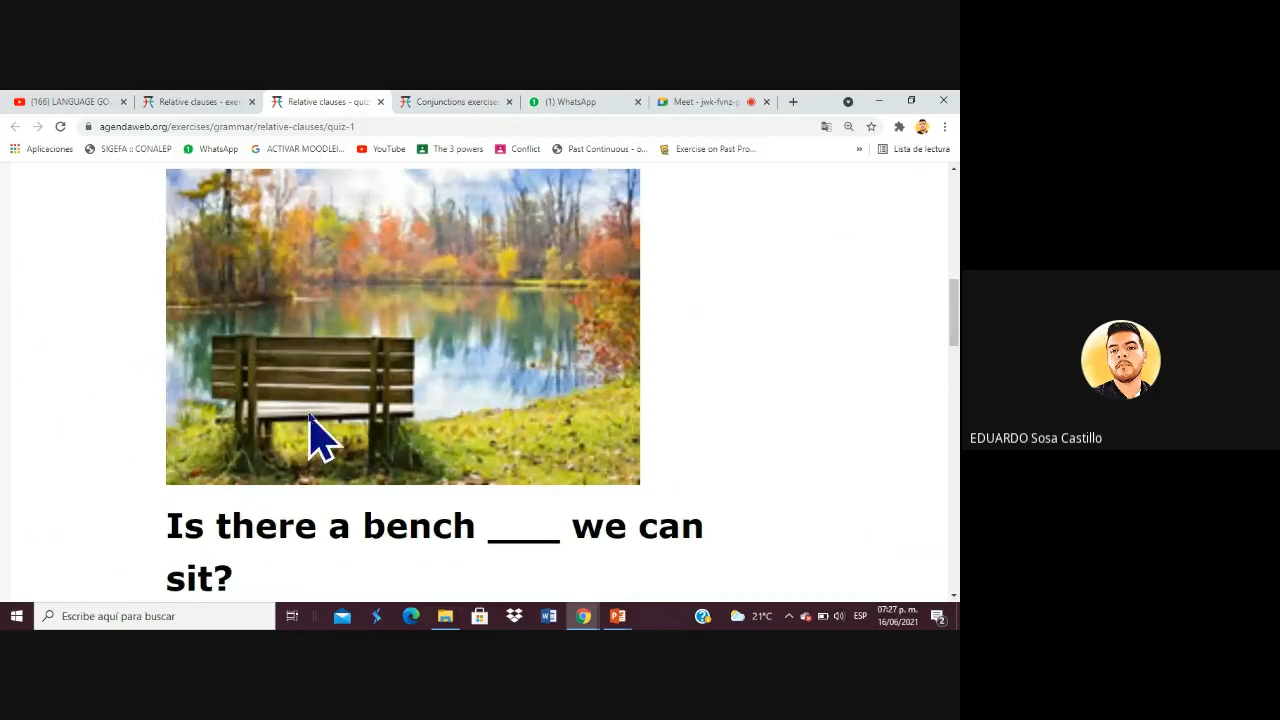 (166) LANGUAGE GO
Relative clauses - exer
Relative clauses - quiz
Conjunctions exercise
(1) WhatsApp
Meet - jwk-fvnz-p
agendaweb.org/exercises/grammar/relative-clauses/quiz-1
Aplicaciones
SIGEFA :: CONALEP
WhatsApp
ACTIVAR MOODLEI...
YouTube
The 3 powers
Conflict
Past Continuous - o...
Exercise on Past Pro...
»
Lista de lectura
Is there a bench ____ we can
sit?
EDUARDO Sosa Castillo
Escribe aquí para buscar
21°C
ESP
07:27 p. m.
16/06/2021
2